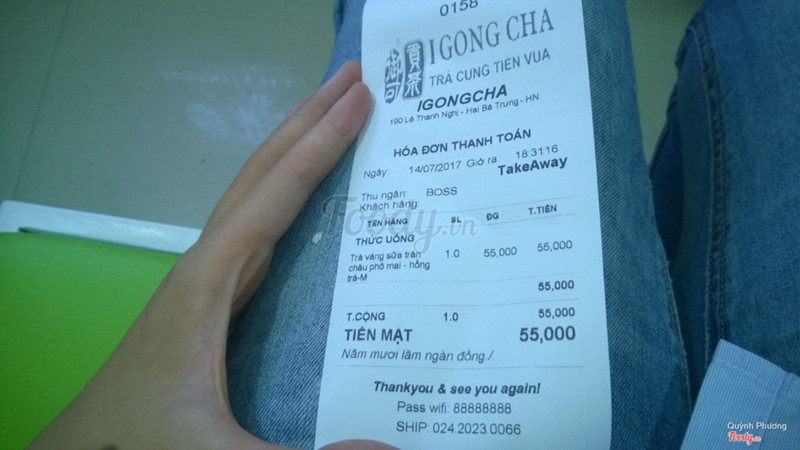 0158
IGONG CHA
TRÀ CUNG TIẾN VUA
IGONGCHA
190 Lê Thanh Nghị - Hai Bà Trưng - HN
HÓA ĐƠN THANH TOÁN
Ngày 14/07/2017 Giờ ra: 18:31:16
TakeAway
Thu ngân: BOSS
Khách hàng
TÊN HÀNG SL ĐG T.TIỀN
THỨC UỐNG
Trà vàng sữa trân 1.0 55,000 55,000
châu phô mai - hồng
trà-M
55,000
T.CỘNG 1.0 55,000
TIỀN MẶT 55,000
Năm mươi lăm ngàn đồng ./.
Thankyou & see you again!
Pass wifi: 88888888
SHIP: 024.2023.0066
Foody.vn
Quỳnh Phương
Foody.vn